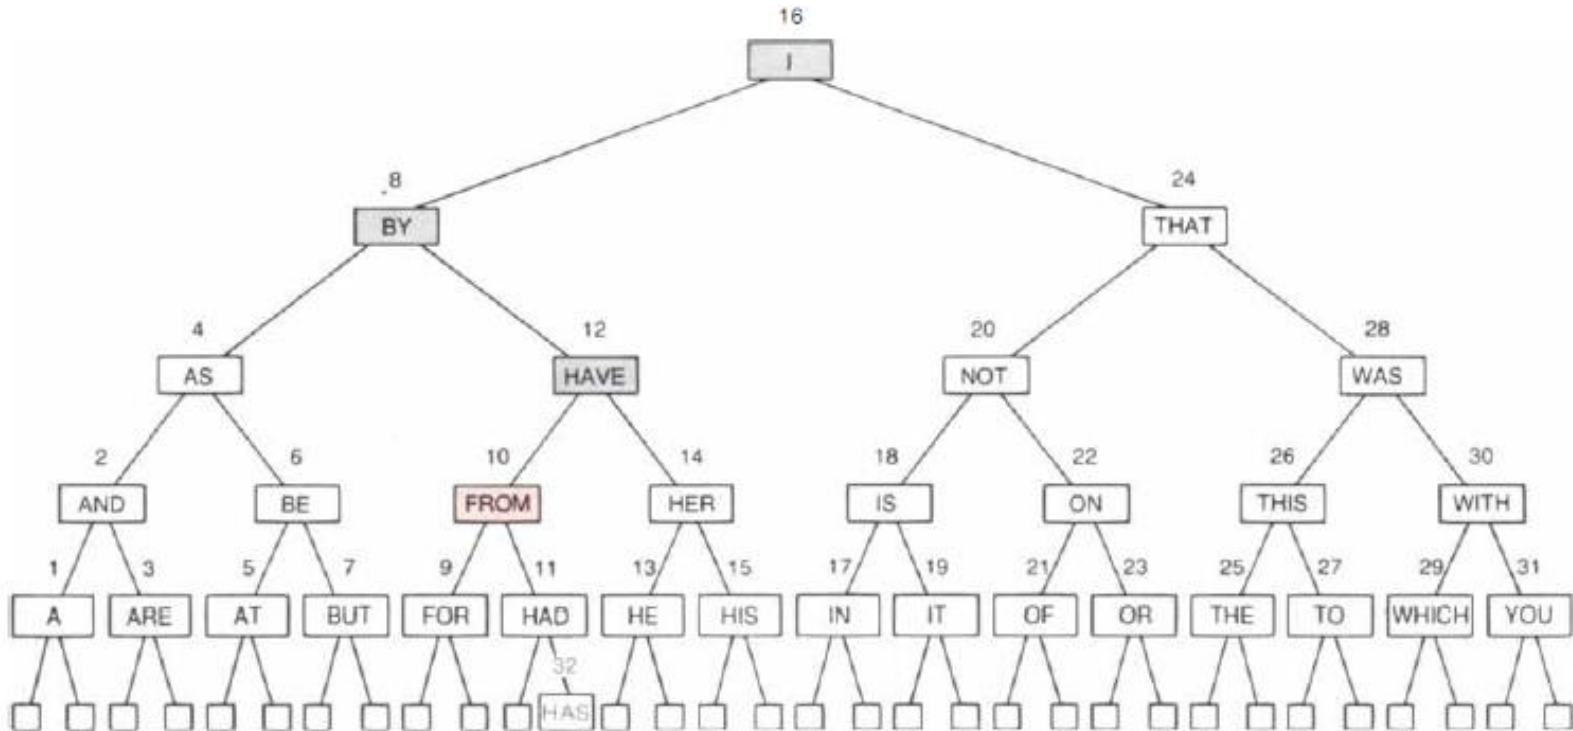 16
I
8 24
BY THAT
4 12 20 28
AS HAVE NOT WAS
2 6 10 14 18 22 26 30
AND BE FROM HER IS ON THIS WITH
1 3 5 7 9 11 13 15 17 19 21 23 25 27 29 31
A ARE AT BUT FOR HAD HE HIS IN IT OF OR THE TO WHICH YOU
32
HAS